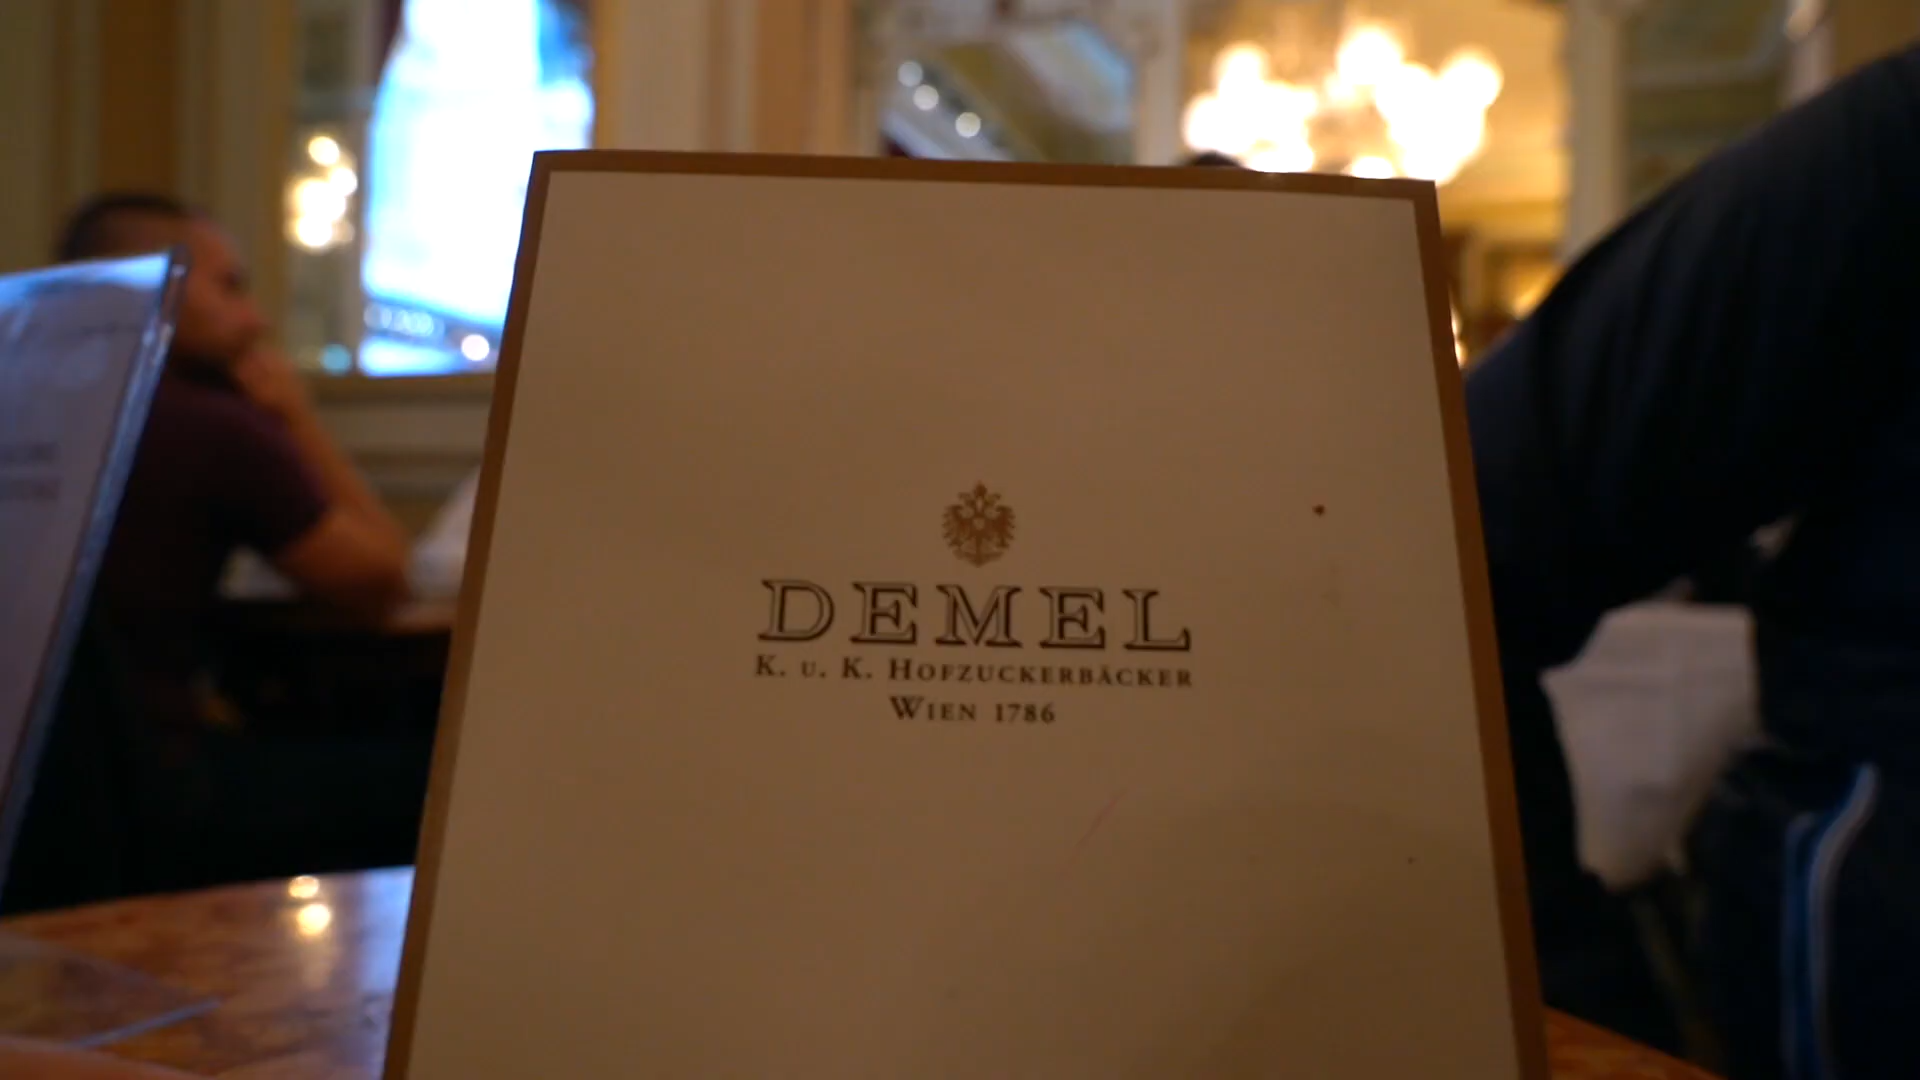 DEMEL
K. u. K. HOFZUCKERBÄCKER
WIEN 1786